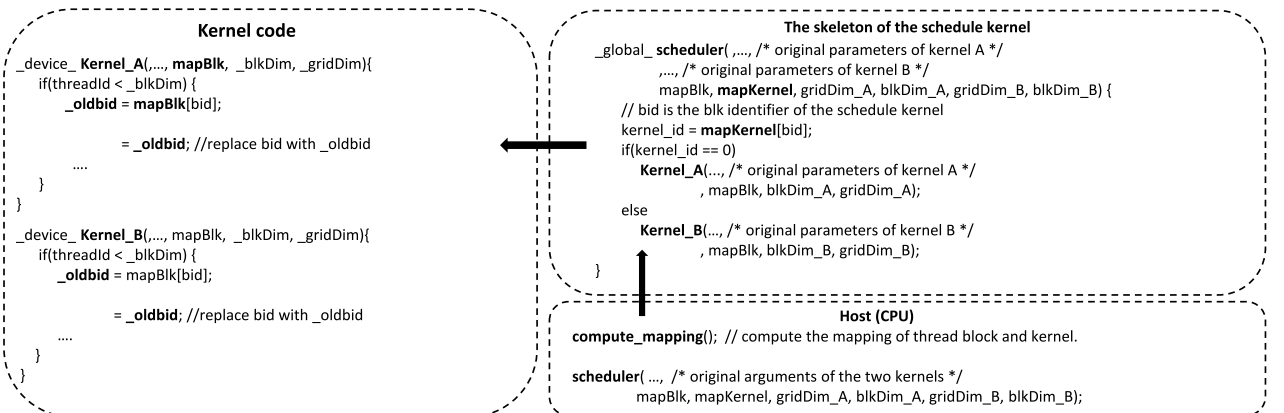 Kernel code
_device_ Kernel_A(,..., mapBlk, _blkDim, _gridDim){
if(threadId < _blkDim) {
_oldbid = mapBlk[bid];
= _oldbid; //replace bid with _oldbid
....
}
}
_device_ Kernel_B(,..., mapBlk, _blkDim, _gridDim){
if(threadId < _blkDim) {
_oldbid = mapBlk[bid];
= _oldbid; //replace bid with _oldbid
....
}
}
The skeleton of the schedule kernel
_global_ scheduler( ,..., /* original parameters of kernel A */
,..., /* original parameters of kernel B */
mapBlk, mapKernel, gridDim_A, blkDim_A, gridDim_B, blkDim_B) {
// bid is the blk identifier of the schedule kernel
kernel_id = mapKernel[bid];
if(kernel_id == 0)
Kernel_A(..., /* original parameters of kernel A */
, mapBlk, blkDim_A, gridDim_A);
else
Kernel_B(..., /* original parameters of kernel B */
, mapBlk, blkDim_B, gridDim_B);
}
Host (CPU)
compute_mapping(); // compute the mapping of thread block and kernel.
scheduler( ..., /* original arguments of the two kernels */
mapBlk, mapKernel, gridDim_A, blkDim_A, gridDim_B, blkDim_B);